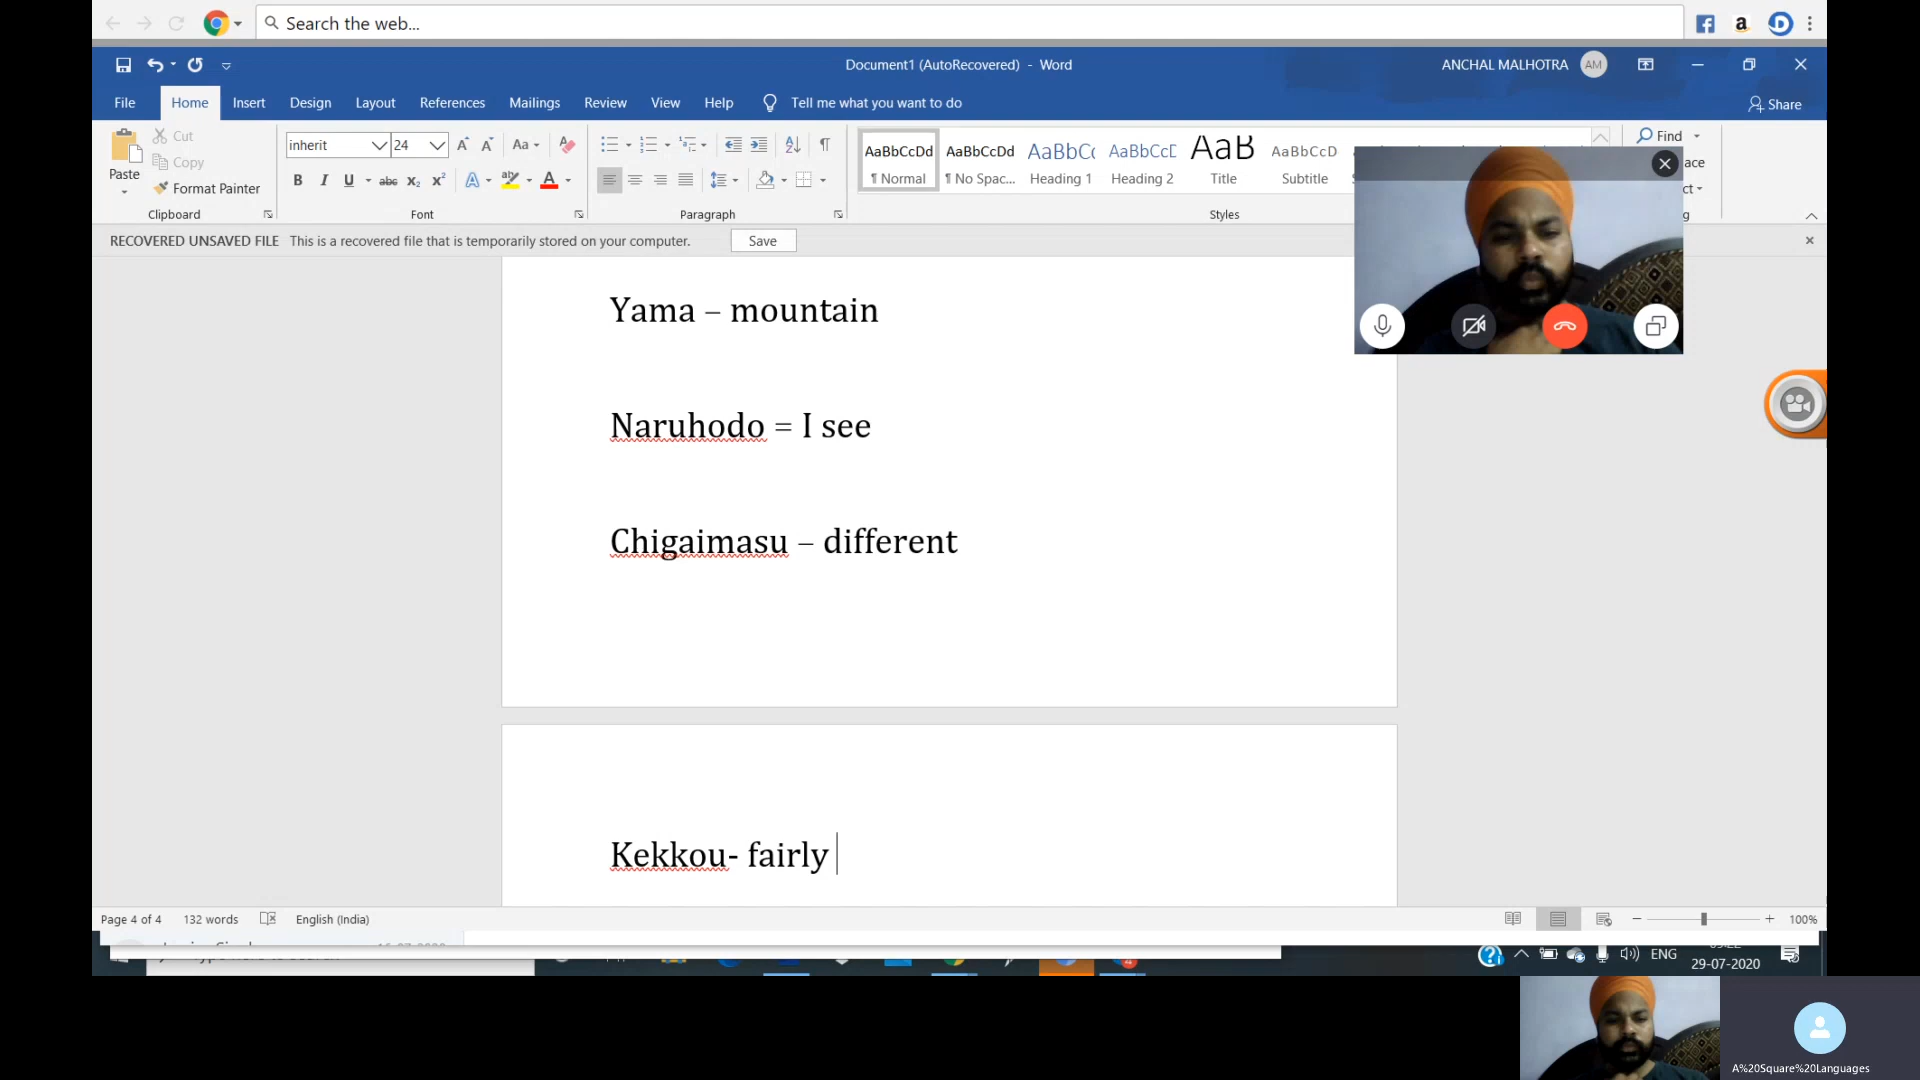 Search the web...
Document1 (AutoRecovered) - Word
ANCHAL MALHOTRA AM
File Home Insert Design Layout References Mailings Review View Help Tell me what you want to do Share
Paste Cut Copy Format Painter
Clipboard
inherit 24
Font
Paragraph
AaBbCcDd ¶ Normal
AaBbCcDd ¶ No Spac...
Heading 1
Heading 2
AaB Title
AaBbCcD Subtitle
Styles
Find
RECOVERED UNSAVED FILE This is a recovered file that is temporarily stored on your computer. Save
Yama – mountain
Naruhodo = I see
Chigaimasu – different
Kekkou- fairly
Page 4 of 4 132 words English (India) 100%
ENG
29-07-2020
A%20Square%20Languages